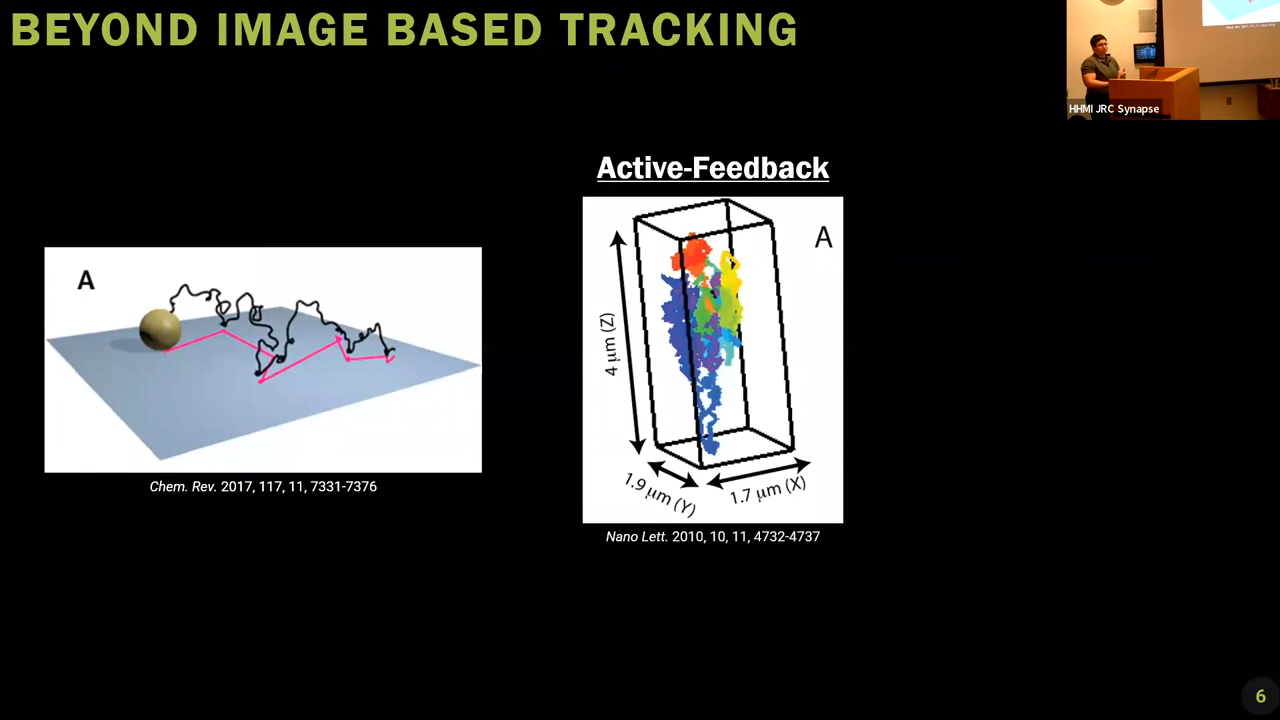 BEYOND IMAGE BASED TRACKING
HHMI JRC Synapse
Active-Feedback
A
4 μm (Z)
1.9 μm (Y)
1.7 μm (X)
Nano Lett. 2010, 10, 11, 4732-4737
A
Chem. Rev. 2017, 117, 11, 7331-7376
6